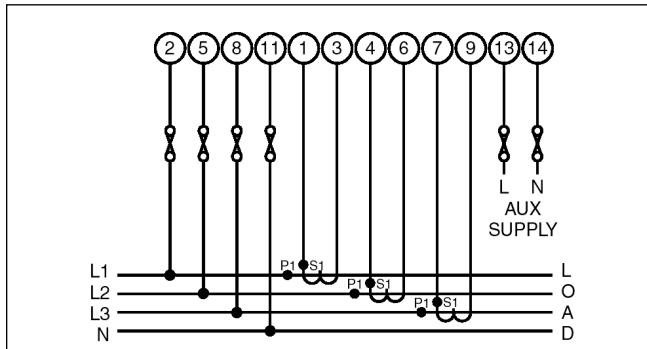 2 5 8 11 1 3 4 6 7 9 13 14
L N
AUX
SUPPLY
L1 P1 S1 L
L2 P1 S1 O
L3 P1 S1 A
N D